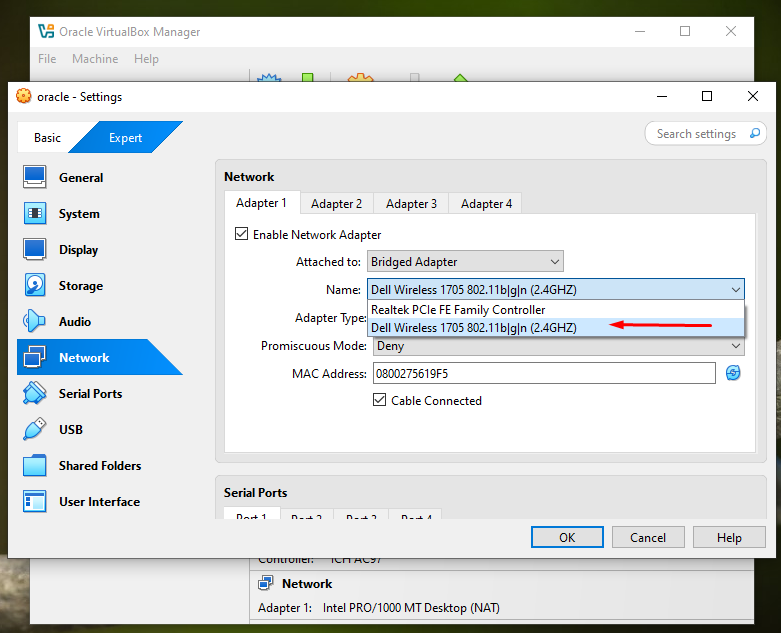 Oracle VirtualBox Manager
File Machine Help
oracle - Settings
Basic Expert
Search settings
General
System
Display
Storage
Audio
Network
Serial Ports
USB
Shared Folders
User Interface
Network
Adapter 1 Adapter 2 Adapter 3 Adapter 4
Enable Network Adapter
Attached to: Bridged Adapter
Name: Dell Wireless 1705 802.11b|g|n (2.4GHZ)
Realtek PCIe FE Family Controller
Adapter Type: Dell Wireless 1705 802.11b|g|n (2.4GHZ)
Promiscuous Mode: Deny
MAC Address: 0800275619F5
Cable Connected
Serial Ports
Port 1 Port 2 Port 3 Port 4
OK Cancel Help
Controller: ICH AC97
Network
Adapter 1: Intel PRO/1000 MT Desktop (NAT)